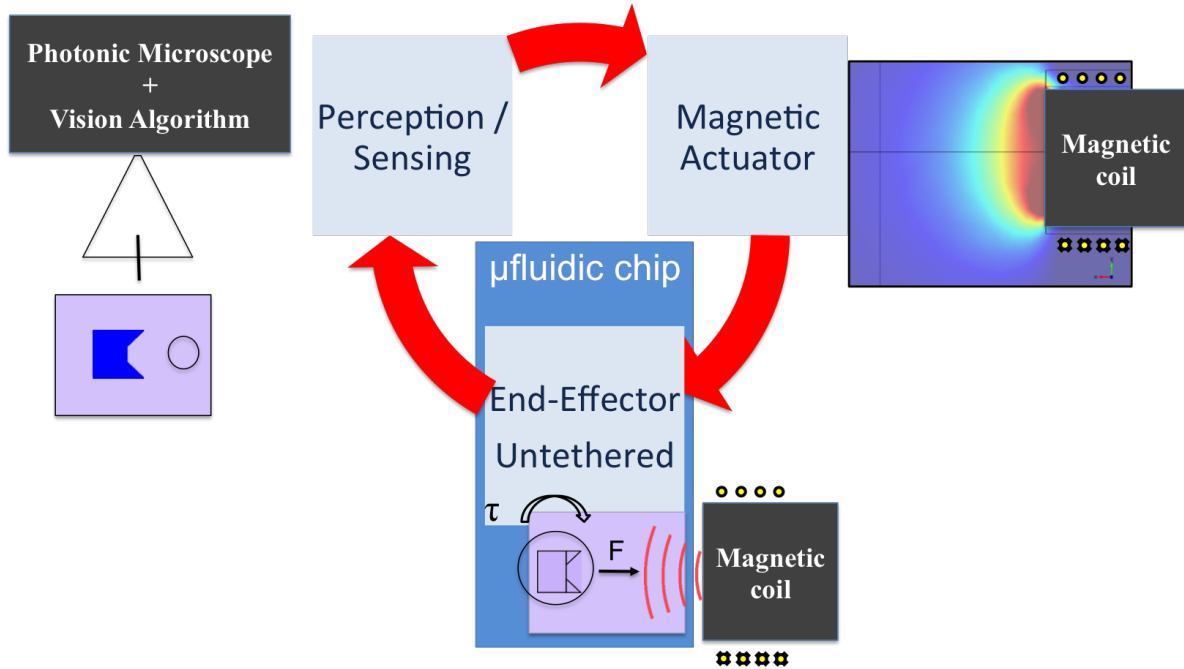 Photonic Microscope
+
Vision Algorithm
Perception /
Sensing
Magnetic
Actuator
Magnetic
coil
μfluidic chip
End-Effector
Untethered
τ
F
Magnetic
coil